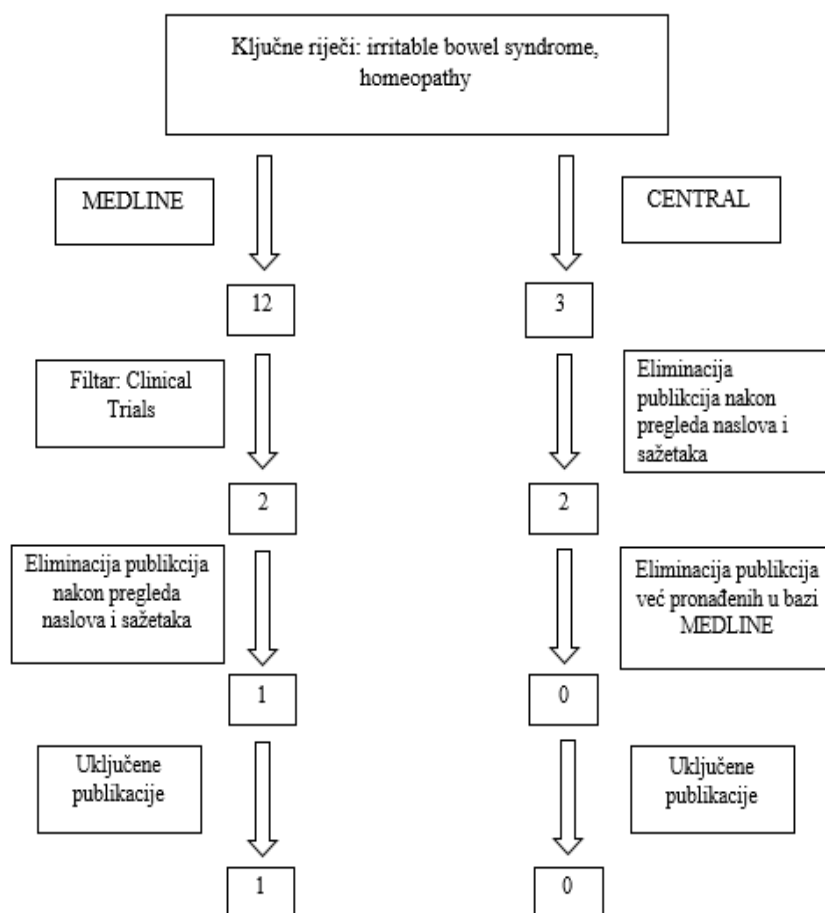 Ključne riječi: irritable bowel syndrome,
homeopathy
MEDLINE
CENTRAL
12
3
Filtar: Clinical
Trials
Eliminacija
publikcija nakon
pregleda naslova i
sažetaka
2
2
Eliminacija publikcija
nakon pregleda
naslova i sažetaka
Eliminacija publikcija
već pronađenih u bazi
MEDLINE
1
0
Uključene
publikacije
Uključene
publikacije
1
0